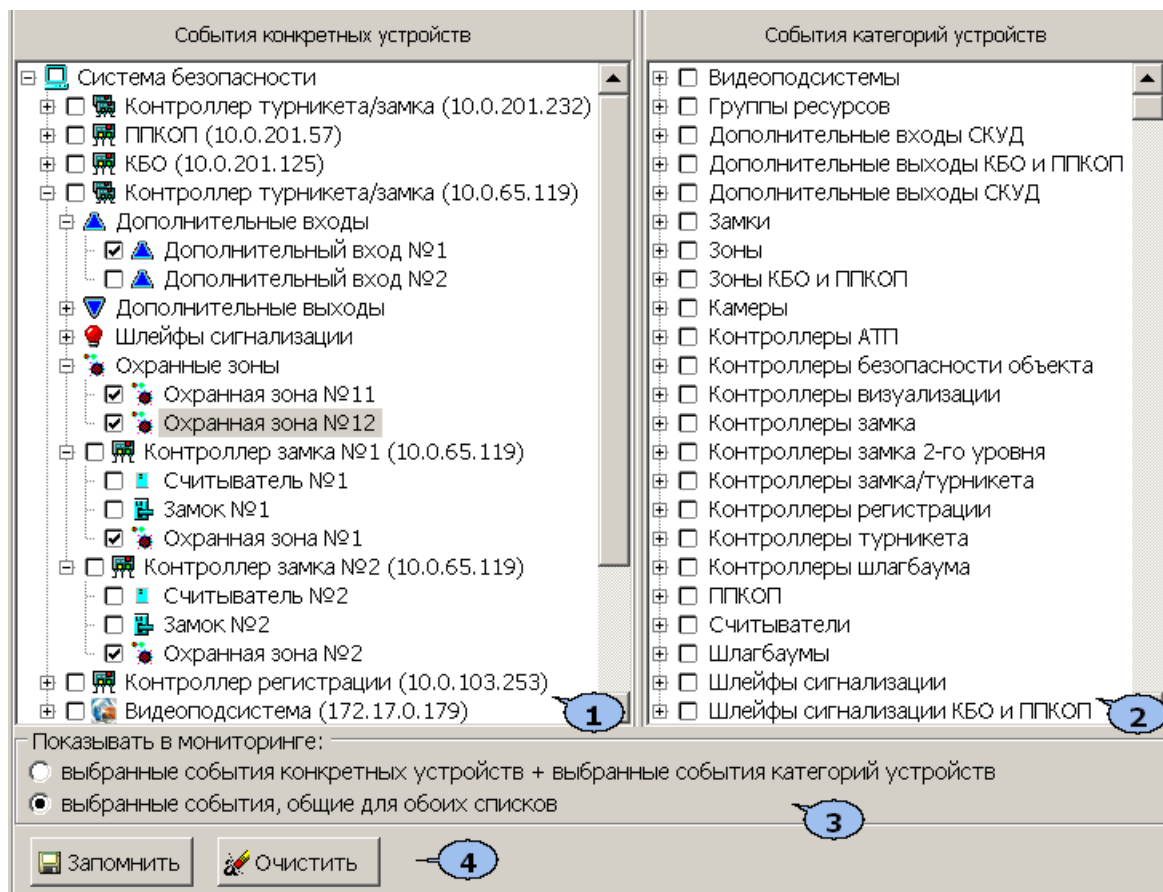 События конкретных устройств
Система безопасности
Контроллер турникета/замка (10.0.201.232)
ППКОП (10.0.201.57)
КБО (10.0.201.125)
Контроллер турникета/замка (10.0.65.119)
Дополнительные входы
Дополнительный вход №1
Дополнительный вход №2
Дополнительные выходы
Шлейфы сигнализации
Охранные зоны
Охранная зона №11
Охранная зона №12
Контроллер замка №1 (10.0.65.119)
Считыватель №1
Замок №1
Охранная зона №1
Контроллер замка №2 (10.0.65.119)
Считыватель №2
Замок №2
Охранная зона №2
Контроллер регистрации (10.0.103.253)
Видеоподсистема (172.17.0.179)
1
События категорий устройств
Видеоподсистемы
Группы ресурсов
Дополнительные входы СКУД
Дополнительные выходы КБО и ППКОП
Дополнительные выходы СКУД
Замки
Зоны
Зоны КБО и ППКОП
Камеры
Контроллеры АТП
Контроллеры безопасности объекта
Контроллеры визуализации
Контроллеры замка
Контроллеры замка 2-го уровня
Контроллеры замка/турникета
Контроллеры регистрации
Контроллеры турникета
Контроллеры шлагбаума
ППКОП
Считыватели
Шлагбаумы
Шлейфы сигнализации
Шлейфы сигнализации КБО и ППКОП
2
Показывать в мониторинге:
выбранные события конкретных устройств + выбранные события категорий устройств
выбранные события, общие для обоих списков
3
Запомнить
Очистить
4